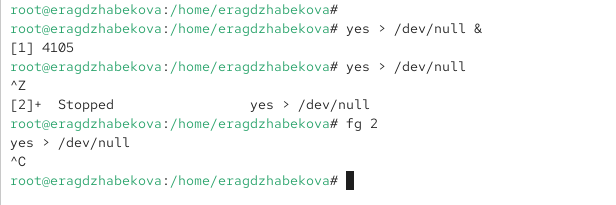 root@eragdzhabekova:/home/eragdzhabekova#
root@eragdzhabekova:/home/eragdzhabekova# yes > /dev/null &
[1] 4105
root@eragdzhabekova:/home/eragdzhabekova# yes > /dev/null
^Z
[2]+  Stopped                 yes > /dev/null
root@eragdzhabekova:/home/eragdzhabekova# fg 2
yes > /dev/null
^C
root@eragdzhabekova:/home/eragdzhabekova#